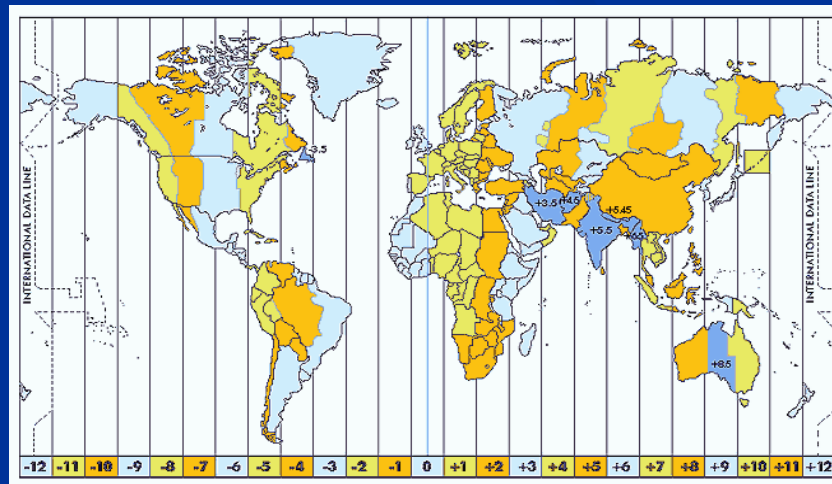 INTERNATIONAL DATA LINE
INTERNATIONAL DATA LINE
-3.5
+3.5
+4.5
+5.45
+5.5
+6.5
+8.5
-12 -11 -10 -9 -8 -7 -6 -5 -4 -3 -2 -1 0 +1 +2 +3 +4 +5 +6 +7 +8 +9 +10 +11 +12